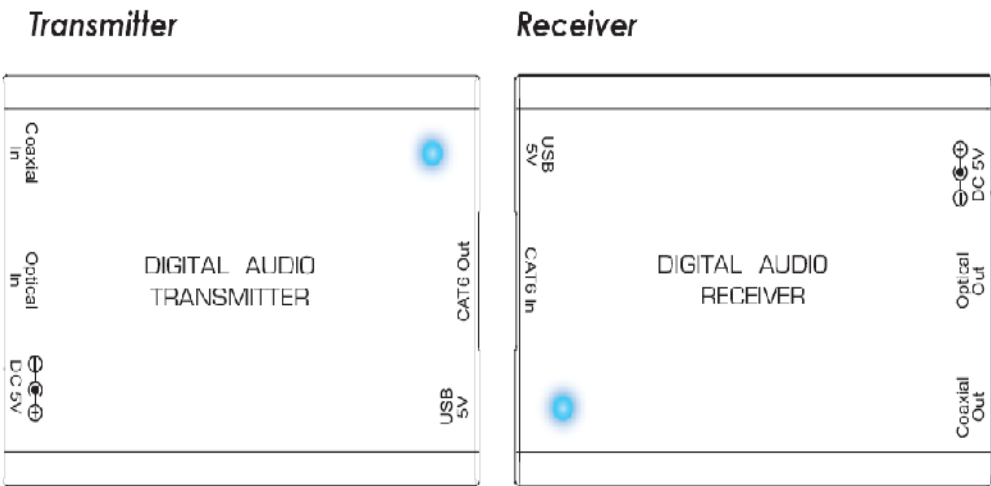 Transmitter
Coaxial
In
Optical
In
DC 5V
DIGITAL AUDIO
TRANSMITTER
CAT6 Out
USB
5V
Receiver
USB
5V
CAT6 In
DIGITAL AUDIO
RECEIVER
DC 5V
Optical
Out
Coaxial
Out